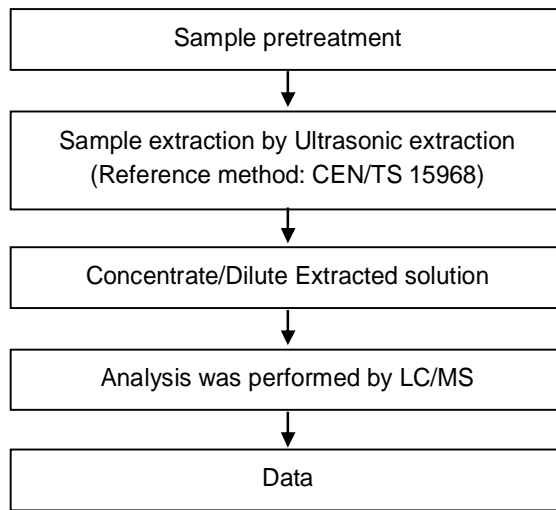 Sample pretreatment
Sample extraction by Ultrasonic extraction
(Reference method: CEN/TS 15968)
Concentrate/Dilute Extracted solution
Analysis was performed by LC/MS
Data